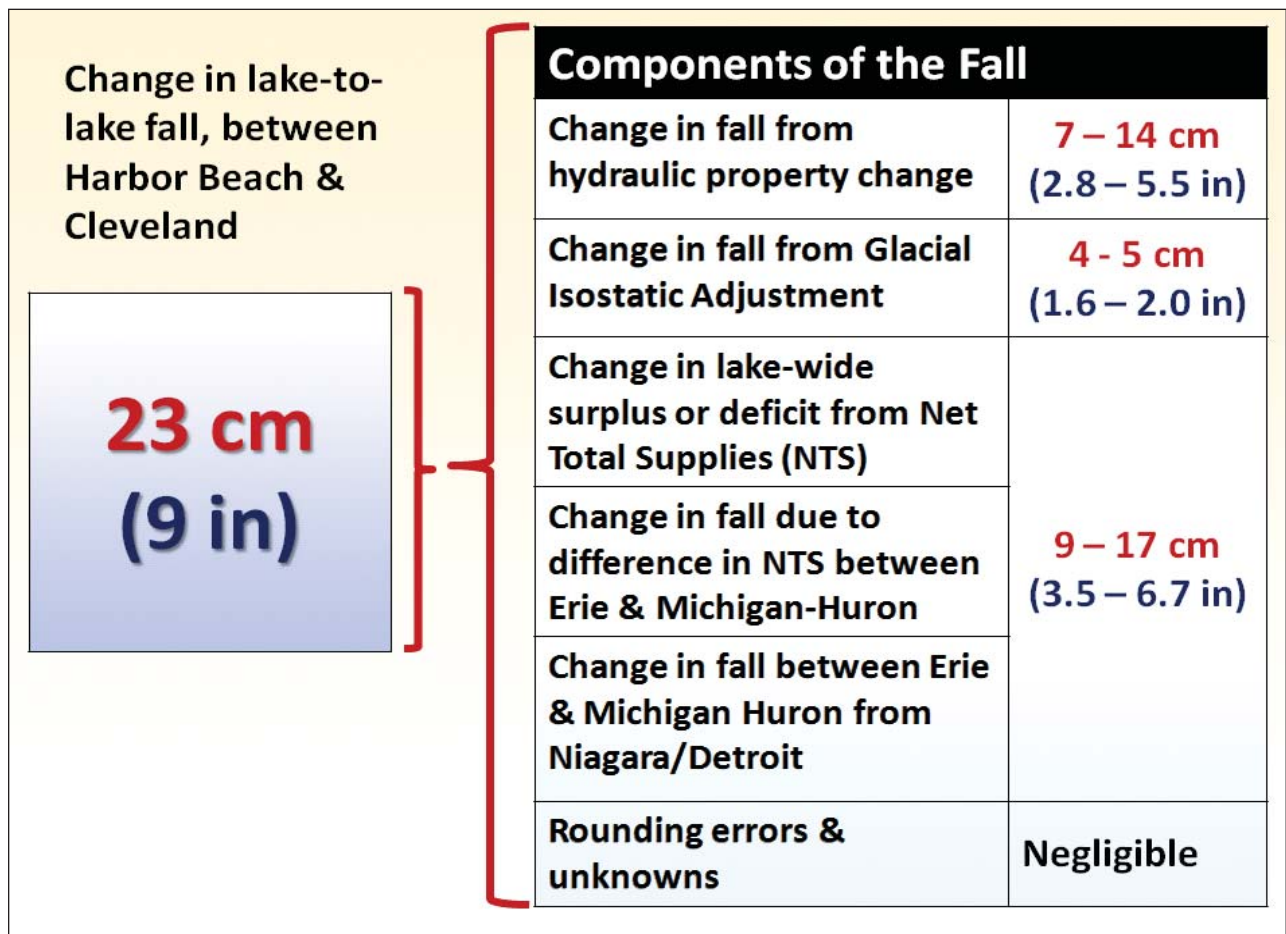 Change in lake-to-
lake fall, between
Harbor Beach &
Cleveland
23 cm
(9 in)
Components of the Fall
Change in fall from
hydraulic property change
7 – 14 cm
(2.8 – 5.5 in)
Change in fall from Glacial
Isostatic Adjustment
4 - 5 cm
(1.6 – 2.0 in)
Change in lake-wide
surplus or deficit from Net
Total Supplies (NTS)
Change in fall due to
difference in NTS between
Erie & Michigan-Huron
Change in fall between Erie
& Michigan Huron from
Niagara/Detroit
9 – 17 cm
(3.5 – 6.7 in)
Rounding errors &
unknowns
Negligible